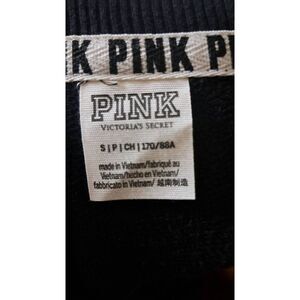 K PINK PI
PINK
VICTORIA'S SECRET
S|P|CH|170/88A
made in Vietnam/fabriqué au
Vietnam/hecho en Vietnam/
fabbricato in Vietnam/ 越南制造